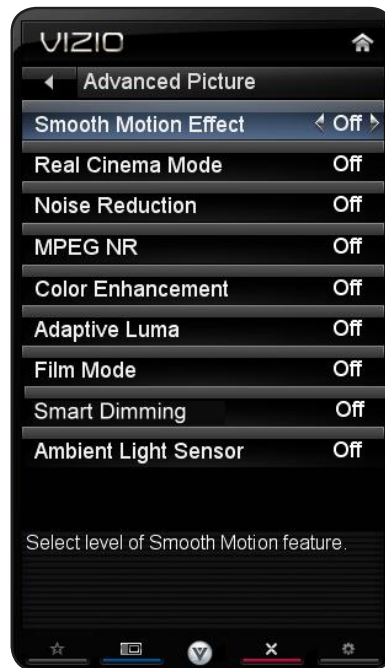 VIZIO
Advanced Picture
Smooth Motion Effect Off
Real Cinema Mode Off
Noise Reduction Off
MPEG NR Off
Color Enhancement Off
Adaptive Luma Off
Film Mode Off
Smart Dimming Off
Ambient Light Sensor Off
Select level of Smooth Motion feature.
V